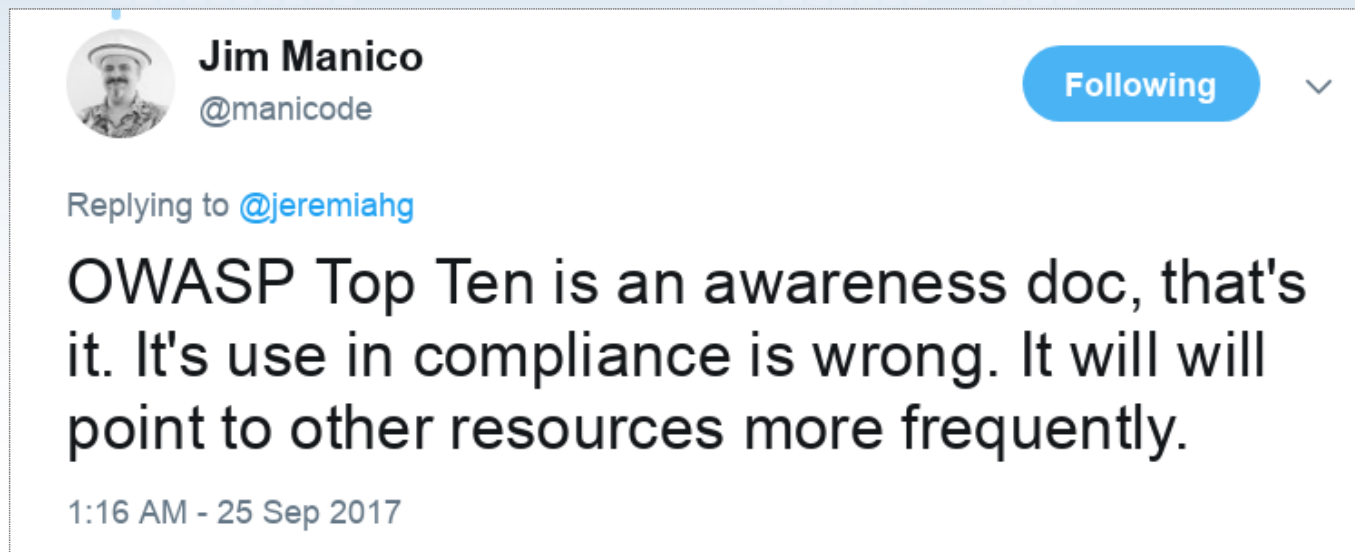 Jim Manico
@manicode
Following
Replying to @jeremiahg
OWASP Top Ten is an awareness doc, that's
it. It's use in compliance is wrong. It will will
point to other resources more frequently.
1:16 AM - 25 Sep 2017